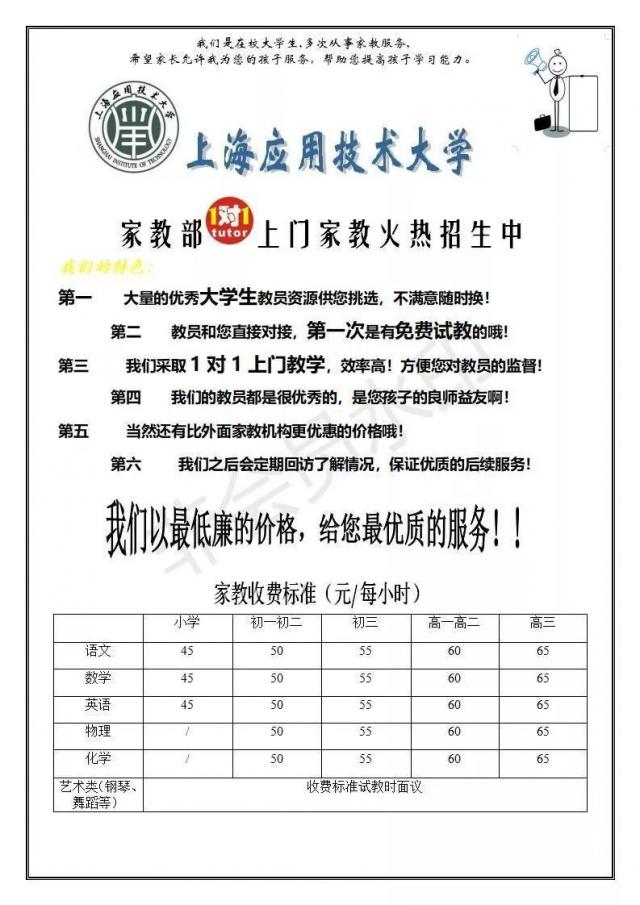 我们是在校大学生,多次从事家教服务,
希望家长允许我为您的孩子服务，帮助您提高孩子学习能力。
上海应用技术大学
SHANGHAI INSTITUTE OF TECHNOLOGY
上海应用技术大学
家教部 1对1 tutor 上门家教火热招生中
我们的特色：
第一 大量的优秀大学生教员资源供您挑选，不满意随时换！
第二 教员和您直接对接，第一次是有免费试教的哦！
第三 我们采取 1 对 1 上门教学，效率高！方便您对教员的监督！
第四 我们的教员都是很优秀的，是您孩子的良师益友啊！
第五 当然还有比外面家教机构更优惠的价格哦！
第六 我们之后会定期回访了解情况，保证优质的后续服务！
我们以最低廉的价格，给您最优质的服务！！
家教收费标准（元/每小时）
小学 初一初二 初三 高一高二 高三
语文 45 50 55 60 65
数学 45 50 55 60 65
英语 45 50 55 60 65
物理 / 50 55 60 65
化学 / 50 55 60 65
艺术类（钢琴、舞蹈等） 收费标准试教时面议
非会员水印